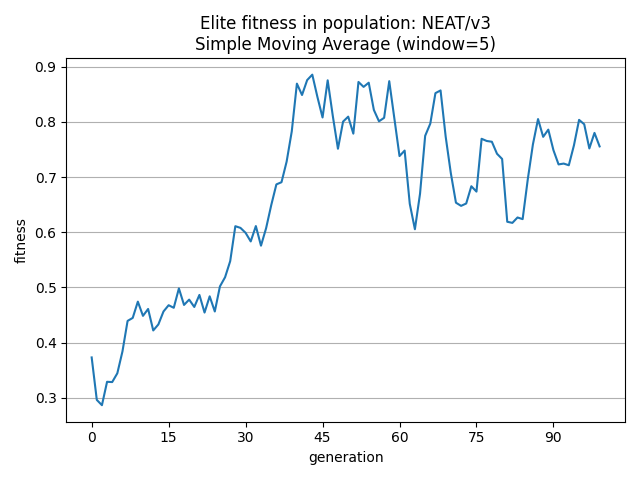 Elite fitness in population: NEAT/v3
Simple Moving Average (window=5)
0.9
0.8
0.7
0.6
0.5
0.4
0.3
fitness
0 15 30 45 60 75 90
generation